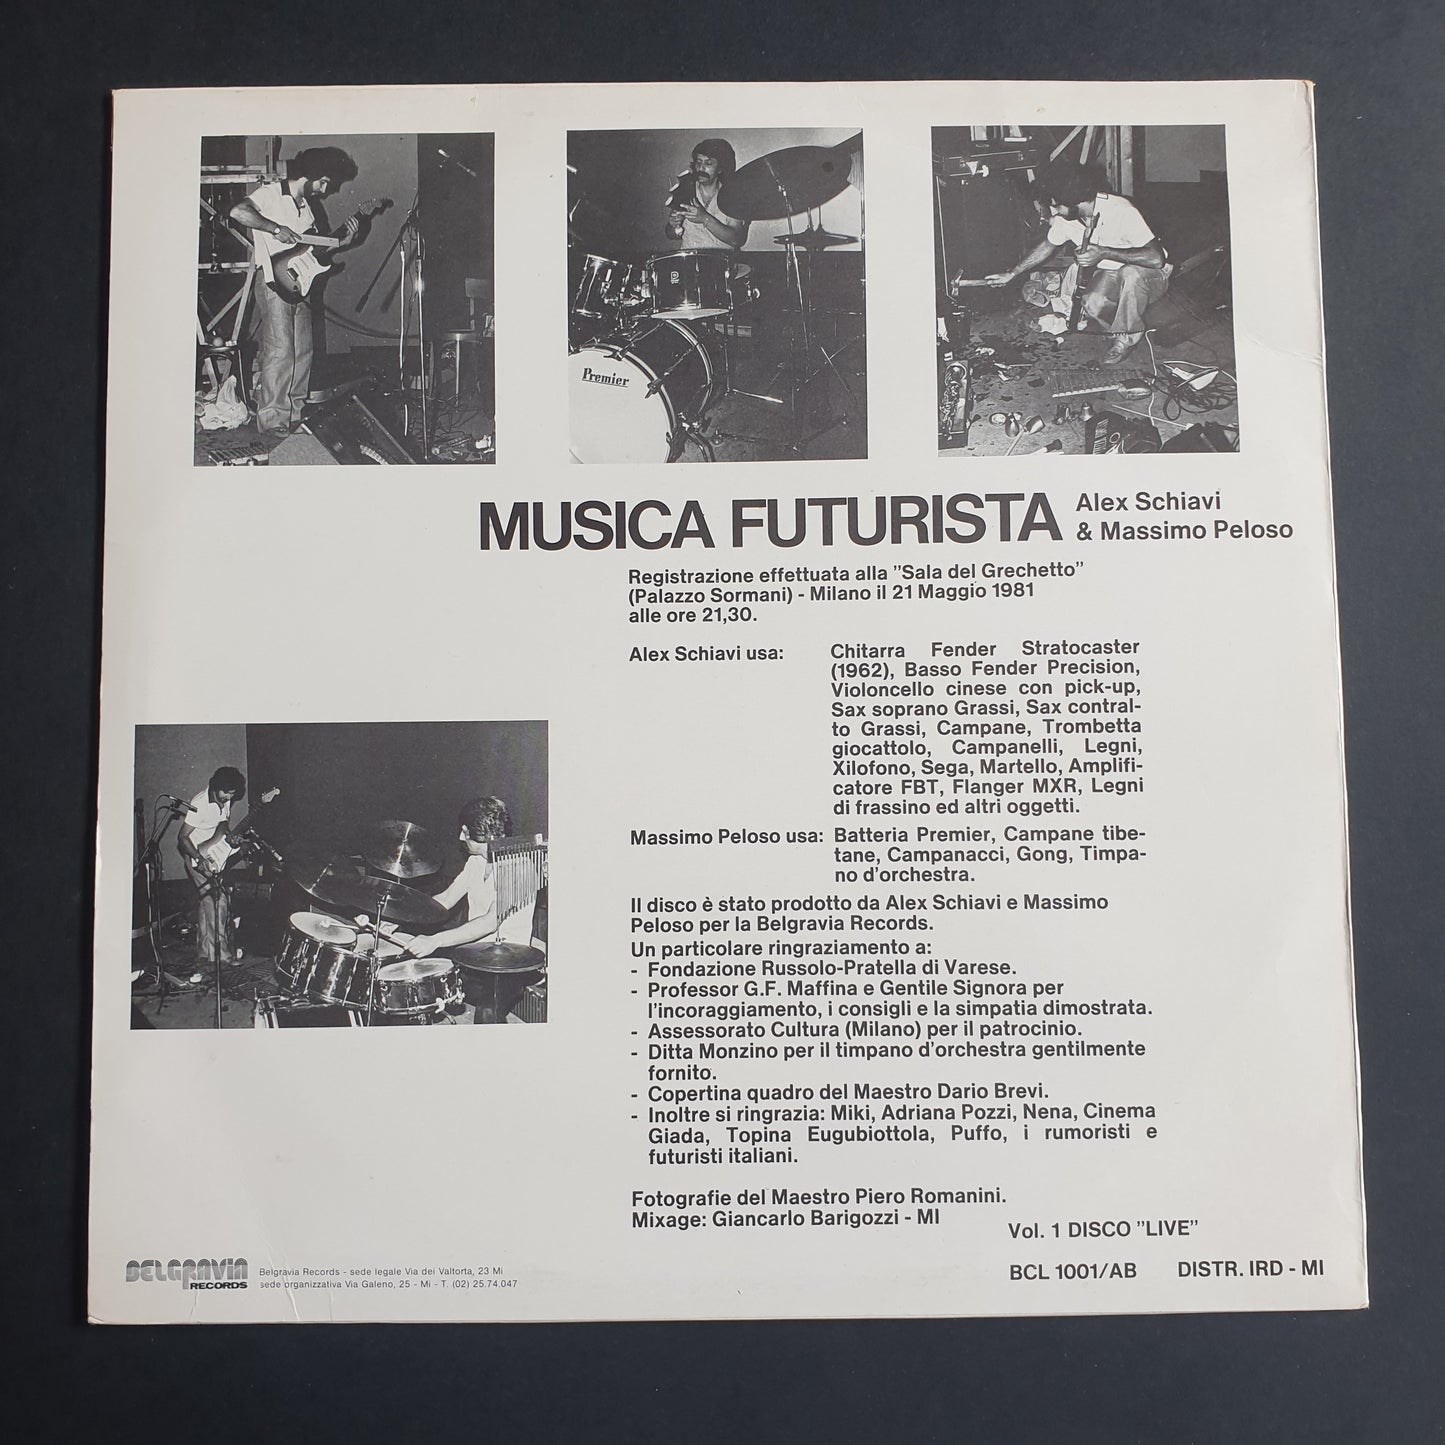 Premier
MUSICA FUTURISTA
Alex Schiavi
& Massimo Peloso
Registrazione effettuata alla "Sala del Grechetto"
(Palazzo Sormani) - Milano il 21 Maggio 1981
alle ore 21,30.
Alex Schiavi usa: Chitarra Fender Stratocaster
(1962), Basso Fender Precision,
Violoncello cinese con pick-up,
Sax soprano Grassi, Sax contral-
to Grassi, Campane, Trombetta
giocattolo, Campanelli, Legni,
Xilofono, Sega, Martello, Amplifi-
catore FBT, Flanger MXR, Legni
di frassino ed altri oggetti.
Massimo Peloso usa: Batteria Premier, Campane tibe-
tane, Campanacci, Gong, Timpa-
no d'orchestra.
Il disco è stato prodotto da Alex Schiavi e Massimo
Peloso per la Belgravia Records.
Un particolare ringraziamento a:
- Fondazione Russolo-Pratella di Varese.
- Professor G.F. Maffina e Gentile Signora per
l'incoraggiamento, i consigli e la simpatia dimostrata.
- Assessorato Cultura (Milano) per il patrocinio.
- Ditta Monzino per il timpano d'orchestra gentilmente
fornito.
- Copertina quadro del Maestro Dario Brevi.
- Inoltre si ringrazia: Miki, Adriana Pozzi, Nena, Cinema
Giada, Topina Eugubiottola, Puffo, i rumoristi e
futuristi italiani.
Fotografie del Maestro Piero Romanini.
Mixage: Giancarlo Barigozzi - MI
Vol. 1 DISCO "LIVE"
BELGRAVIA
RECORDS
Belgravia Records - sede legale Via dei Valtorta, 23 Mi
sede organizzativa Via Galeno, 25 - Mi - T. (02) 25.74.047
BCL 1001/AB DISTR. IRD - MI